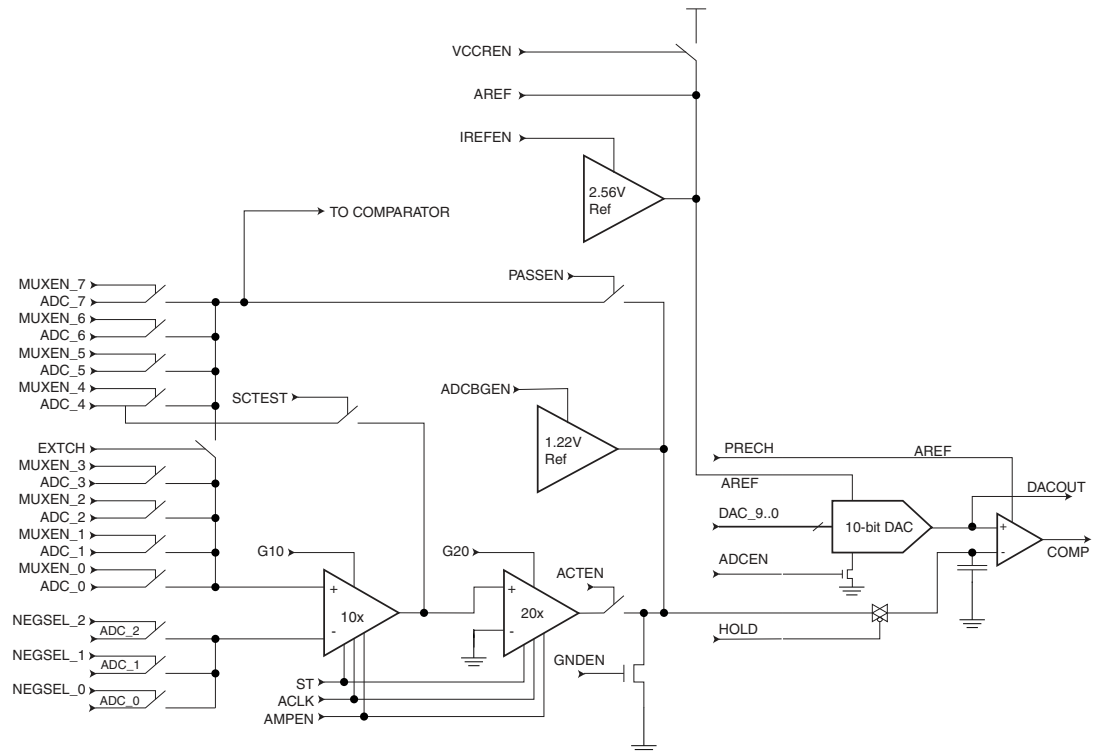 VCCREN
AREF
IREFEN
2.56V
Ref
TO COMPARATOR
PASSEN
MUXEN_7
ADC_7
MUXEN_6
ADC_6
MUXEN_5
ADC_5
MUXEN_4
ADC_4
SCTEST
ADCBGEN
1.22V
Ref
EXTCH
MUXEN_3
ADC_3
MUXEN_2
ADC_2
MUXEN_1
ADC_1
MUXEN_0
ADC_0
PRECH
AREF
AREF
DACOUT
DAC_9..0
10-bit DAC
+
-
COMP
ADCEN
G10
G20
ACTEN
+
10x
-
+
20x
-
HOLD
NEGSEL_2
ADC_2
NEGSEL_1
ADC_1
NEGSEL_0
ADC_0
GNDEN
ST
ACLK
AMPEN